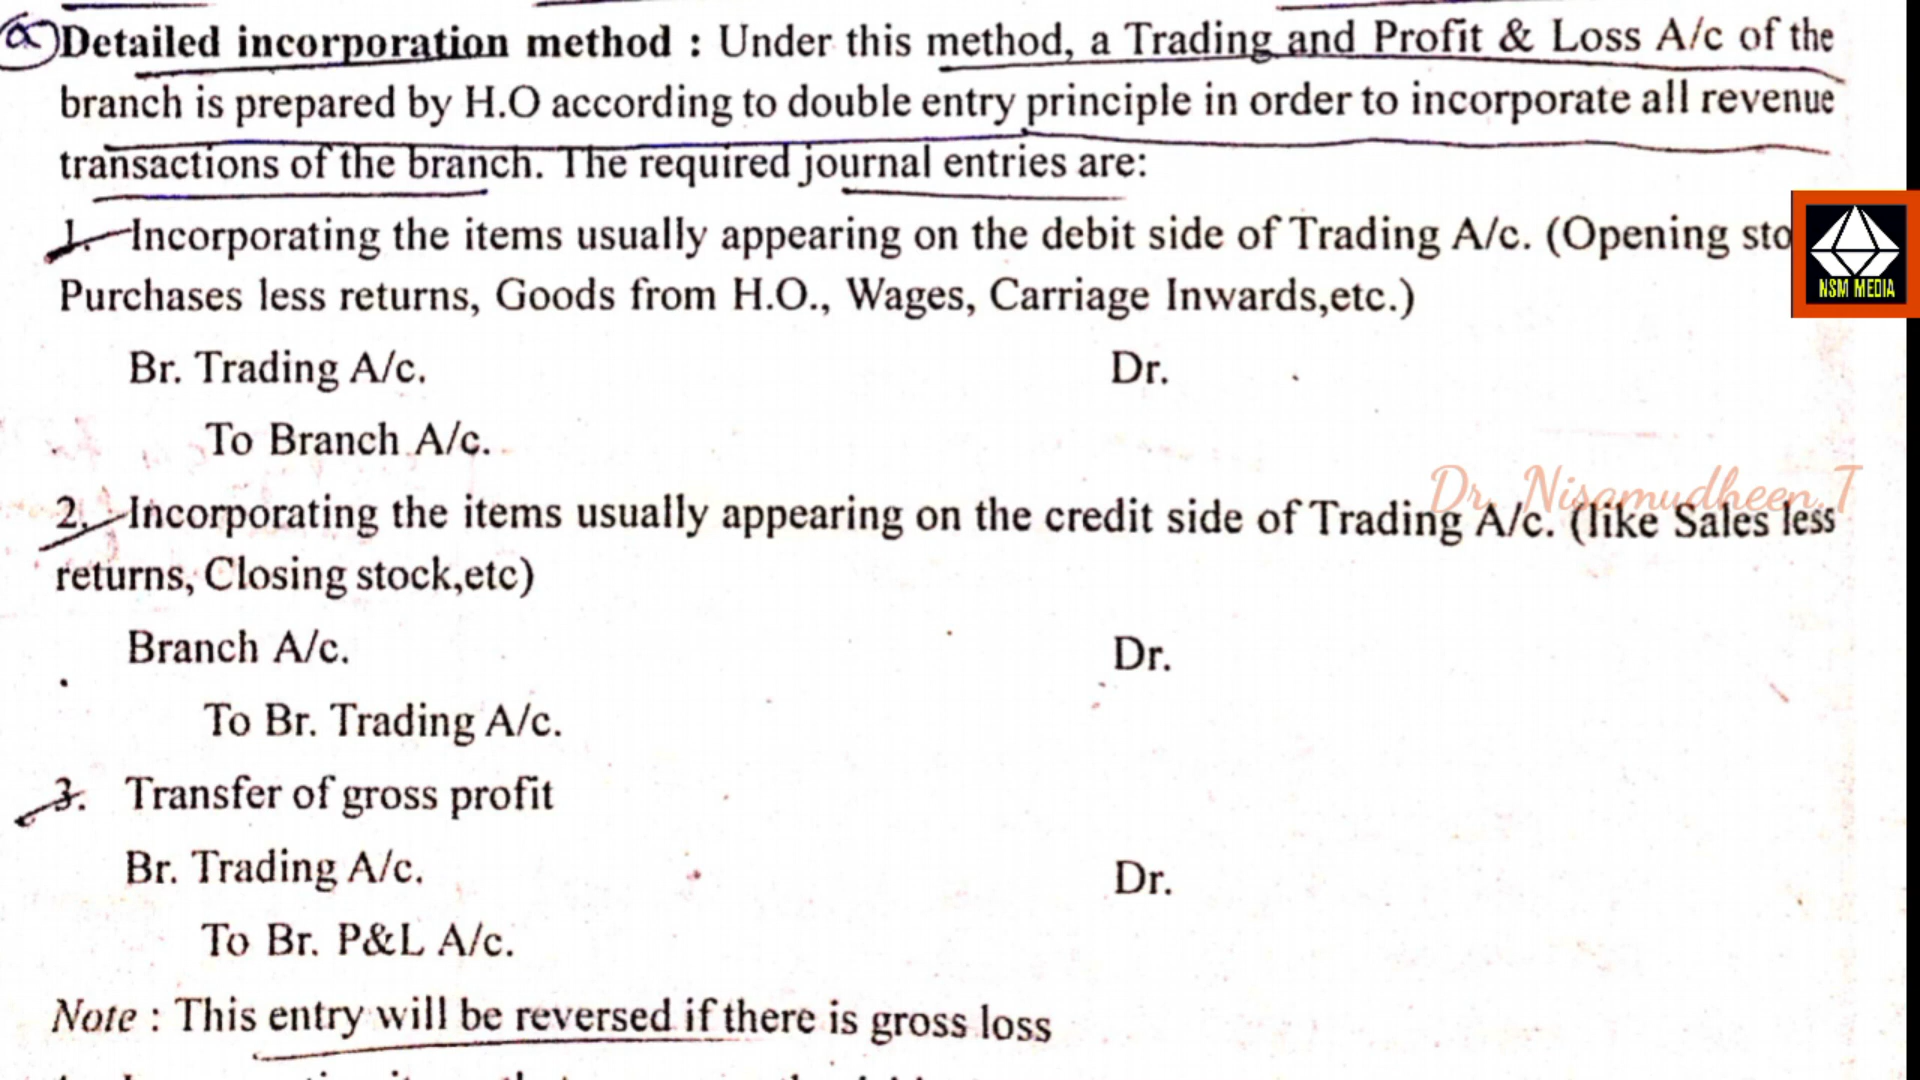 a Detailed incorporation method : Under this method, a Trading and Profit & Loss A/c of the
branch is prepared by H.O according to double entry principle in order to incorporate all revenue
transactions of the branch. The required journal entries are:
1. Incorporating the items usually appearing on the debit side of Trading A/c. (Opening sto
NSM MEDIA
Purchases less returns, Goods from H.O., Wages, Carriage Inwards,etc.)
Br. Trading A/c. Dr.
To Branch A/c.
Dr. Nisamudheen.T
2. Incorporating the items usually appearing on the credit side of Trading A/c. (like Sales less
returns, Closing stock,etc)
Branch A/c. Dr.
To Br. Trading A/c.
3. Transfer of gross profit
Br. Trading A/c. Dr.
To Br. P&L A/c.
Note : This entry will be reversed if there is gross loss